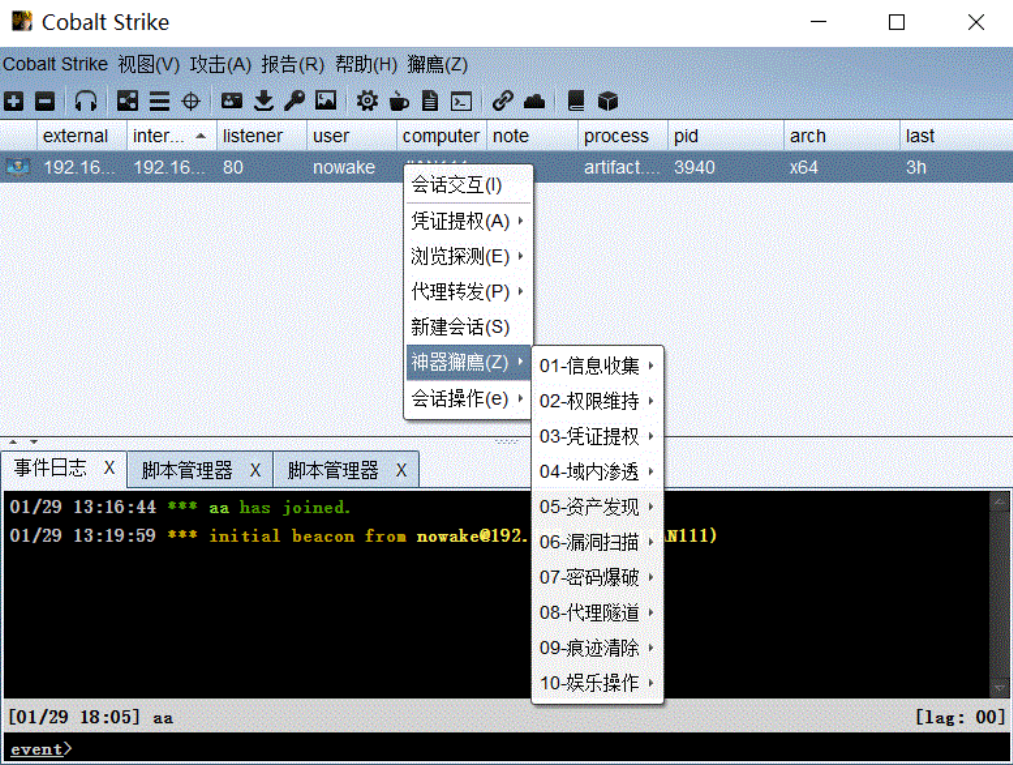 Cobalt Strike
Cobalt Strike 视图(V) 攻击(A) 报告(R) 帮助(H) 獬廌(Z)
external inter... listener user computer note process pid arch last
192.16... 192.16... 80 nowake artifact.... 3940 x64 3h
会话交互(I)
凭证提权(A)
浏览探测(E)
代理转发(P)
新建会话(S)
神器獬廌(Z)
会话操作(e)
01-信息收集
02-权限维持
03-凭证提权
04-域内渗透
05-资产发现
06-漏洞扫描
07-密码爆破
08-代理隧道
09-痕迹清除
10-娱乐操作
事件日志 X 脚本管理器 X 脚本管理器 X
01/29 13:16:44 *** aa has joined.
01/29 13:19:59 *** initial beacon from nowake@192. N111)
[01/29 18:05] aa [lag: 00]
event>